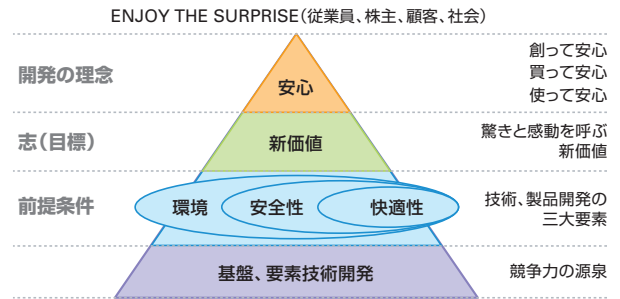 ENJOY THE SURPRISE（従業員、株主、顧客、社会）
開発の理念
安心
創って安心
買って安心
使って安心
志（目標）
新価値
驚きと感動を呼ぶ
新価値
前提条件
環境
安全性
快適性
技術、製品開発の
三大要素
基盤、要素技術開発
競争力の源泉